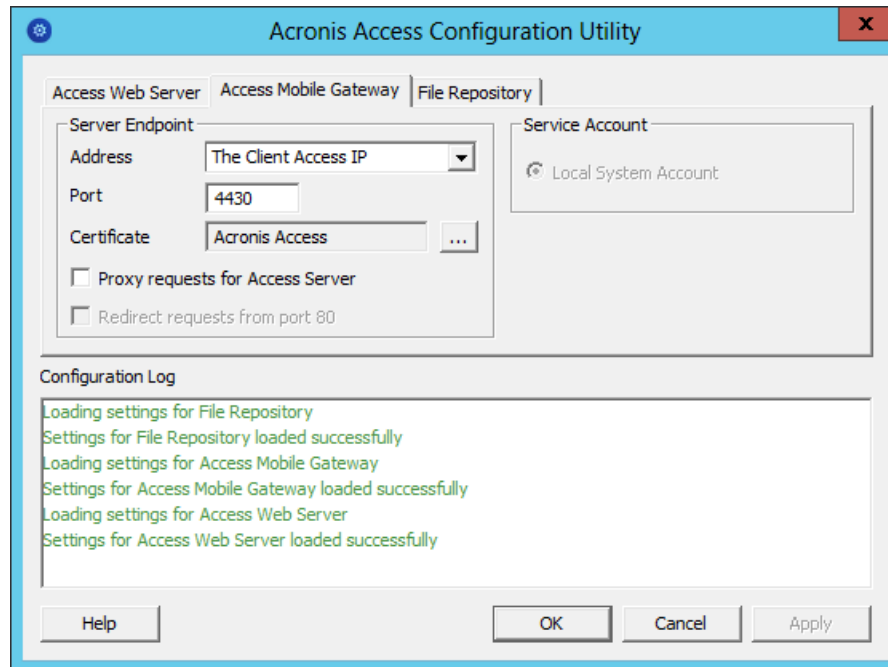 Acronis Access Configuration Utility
x
Access Web Server Access Mobile Gateway File Repository
Server Endpoint
Address The Client Access IP
Port 4430
Certificate Acronis Access ...
Proxy requests for Access Server
Redirect requests from port 80
Service Account
Local System Account
Configuration Log
Loading settings for File Repository
Settings for File Repository loaded successfully
Loading settings for Access Mobile Gateway
Settings for Access Mobile Gateway loaded successfully
Loading settings for Access Web Server
Settings for Access Web Server loaded successfully
Help OK Cancel Apply